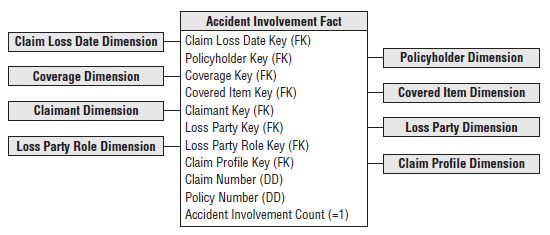 Accident Involvement Fact
Claim Loss Date Dimension
Coverage Dimension
Claimant Dimension
Loss Party Role Dimension
Claim Loss Date Key (FK)
Policyholder Key (FK)
Coverage Key (FK)
Covered Item Key (FK)
Claimant Key (FK)
Loss Party Key (FK)
Loss Party Role Key (FK)
Claim Profile Key (FK)
Claim Number (DD)
Policy Number (DD)
Accident Involvement Count (=1)
Policyholder Dimension
Covered Item Dimension
Loss Party Dimension
Claim Profile Dimension